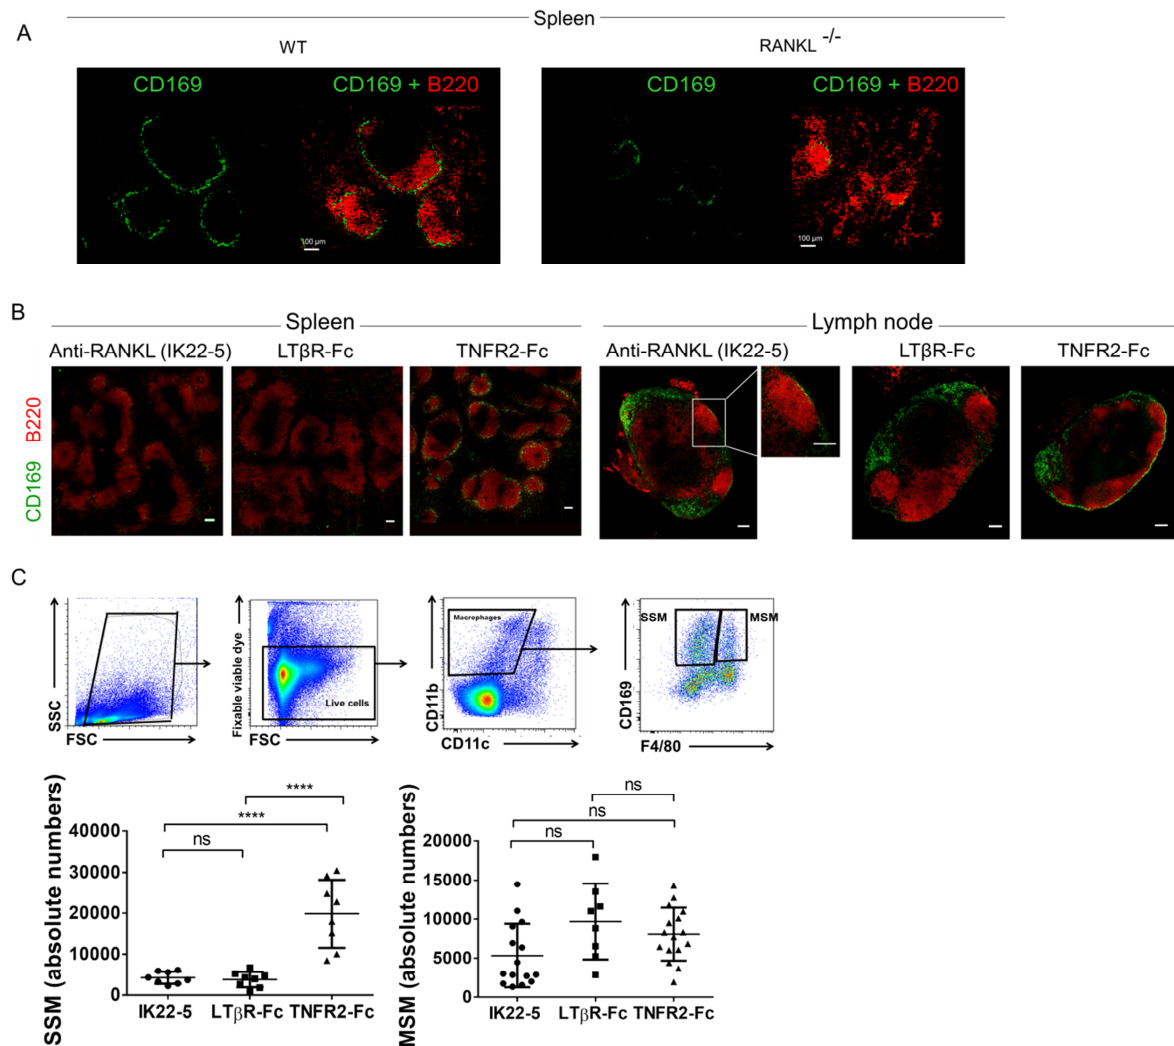 Spleen
A
WT
RANKL -/-
CD169
CD169 + B220
CD169
CD169 + B220
100 µm
100 µm
B
Spleen
Lymph node
Anti-RANKL (IK22-5)
LTβR-Fc
TNFR2-Fc
Anti-RANKL (IK22-5)
LTβR-Fc
TNFR2-Fc
CD169 B220
C
SSC
FSC
Fixable viable dye
Live cells
FSC
Macrophages
CD11b
CD11c
SSM
MSM
CD169
F4/80
SSM (absolute numbers)
40000
30000
20000
10000
0
ns
****
****
IK22-5
LTβR-Fc
TNFR2-Fc
MSM (absolute numbers)
20000
15000
10000
5000
0
ns
ns
ns
IK22-5
LTβR-Fc
TNFR2-Fc